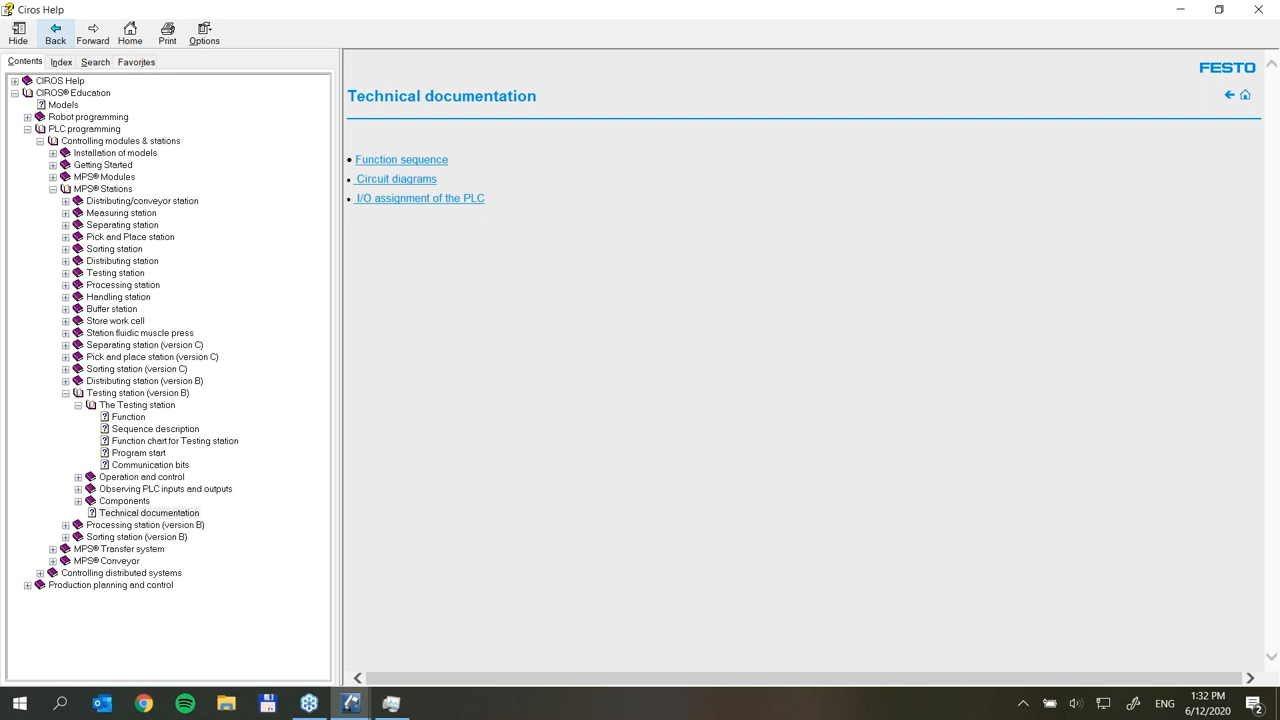 Ciros Help
Hide Back Forward Home Print Options
Contents Index Search Favorites
CIROS Help
CIROS® Education
Models
Robot programming
PLC programming
Controlling modules & stations
Installation of models
Getting Started
MPS® Modules
MPS® Stations
Distributing/conveyor station
Measuring station
Separating station
Pick and Place station
Sorting station
Distributing station
Testing station
Processing station
Handling station
Buffer station
Store work cell
Station fluidic muscle press
Separating station (version C)
Pick and place station (version C)
Sorting station (version C)
Distributing station (version B)
Testing station (version B)
The Testing station
Function
Sequence description
Function chart for Testing station
Program start
Communication bits
Operation and control
Observing PLC inputs and outputs
Components
Technical documentation
Processing station (version B)
Sorting station (version B)
MPS® Transfer system
MPS® Conveyor
Controlling distributed systems
Production planning and control
FESTO
Technical documentation
• Function sequence
• Circuit diagrams
• I/O assignment of the PLC
ENG
1:32 PM
6/12/2020
2